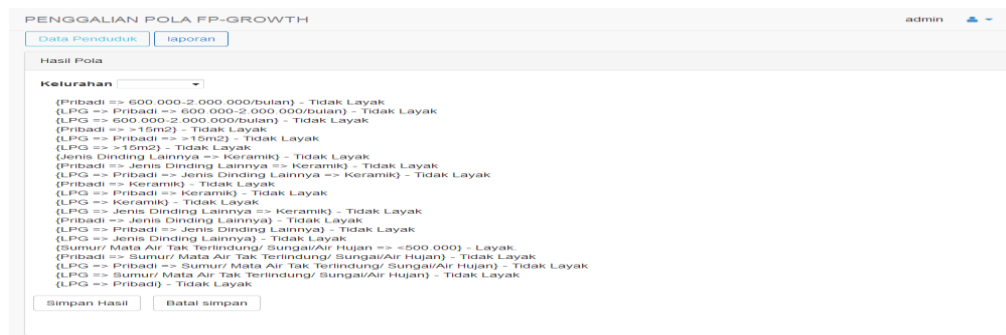 PENGGALIAN POLA FP-GROWTH admin
Data Penduduk laporan
Hasil Pola
Kelurahan
{Pribadi => 600.000-2.000.000/bulan} - Tidak Layak
{LPG => Pribadi => 600.000-2.000.000/bulan} - Tidak Layak
{LPG => 600.000-2.000.000/bulan} - Tidak Layak
{Pribadi => >15m2} - Tidak Layak
{LPG => Pribadi => >15m2} - Tidak Layak
{LPG => >15m2} - Tidak Layak
{Jenis Dinding Lainnya => Keramik} - Tidak Layak
{Pribadi => Jenis Dinding Lainnya => Keramik} - Tidak Layak
{LPG => Pribadi => Jenis Dinding Lainnya => Keramik} - Tidak Layak
{Pribadi => Keramik} - Tidak Layak
{LPG => Pribadi => Keramik} - Tidak Layak
{LPG => Keramik} - Tidak Layak
{LPG => Jenis Dinding Lainnya => Keramik} - Tidak Layak
{Pribadi => Jenis Dinding Lainnya} - Tidak Layak
{LPG => Pribadi => Jenis Dinding Lainnya} - Tidak Layak
{LPG => Jenis Dinding Lainnya} - Tidak Layak
{Sumur/ Mata Air Tak Terlindung/ Sungai/Air Hujan => <500.000} - Layak.
{Pribadi => Sumur/ Mata Air Tak Terlindung/ Sungai/Air Hujan} - Tidak Layak
{LPG => Pribadi => Sumur/ Mata Air Tak Terlindung/ Sungai/Air Hujan} - Tidak Layak
{LPG => Sumur/ Mata Air Tak Terlindung/ Sungai/Air Hujan} - Tidak Layak
{LPG => Pribadi} - Tidak Layak
Simpan Hasil Batal simpan